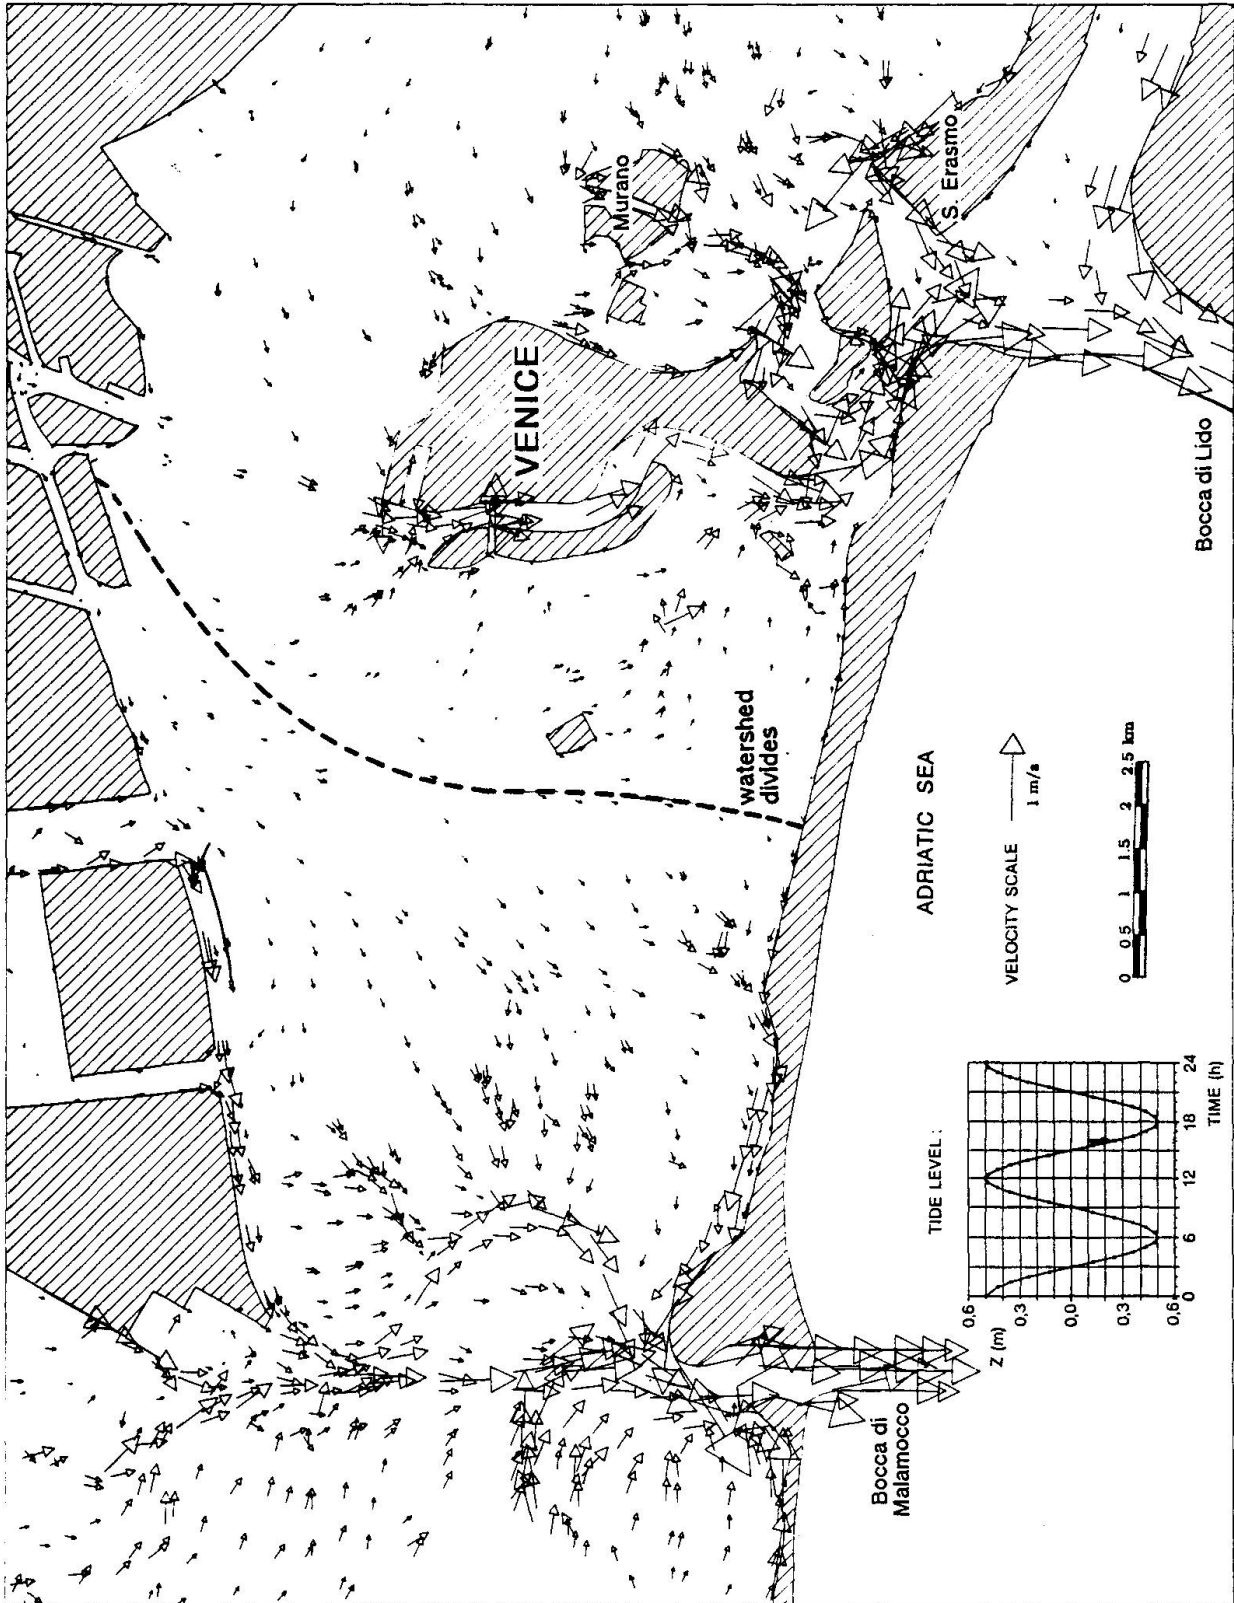 Murano
S. Erasmo
VENICE
Bocca di Lido
watershed
divides
ADRIATIC SEA
VELOCITY SCALE
1 m/s
0 0.5 1 1.5 2 2.5 km
TIDE LEVEL :
0,6
0,3
0,0
0,3
0,6
Z (m)
0 6 12 18 24
TIME (h)
Bocca di
Malamocco